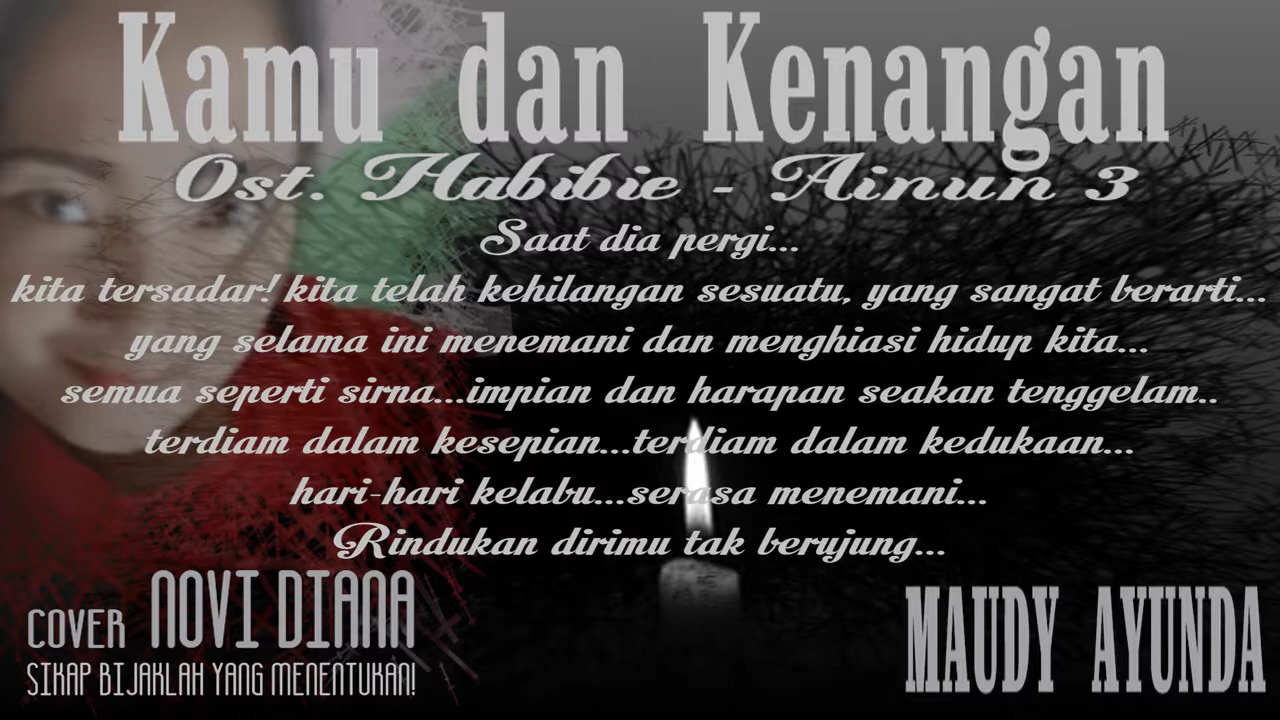 Kamu dan Kenangan
Ost. Habibie - Ainun 3
Saat dia pergi...
kita tersadar! kita telah kehilangan sesuatu, yang sangat berarti...
yang selama ini menemani dan menghiasi hidup kita...
semua seperti sirna...impian dan harapan seakan tenggelam..
terdiam dalam kesepian...terdiam dalam kedukaan...
hari-hari kelabu...serasa menemani...
Rindukan dirimu tak berujung...
COVER NOVI DIANA
SIKAP BIJAKLAH YANG MENENTUKAN!
MAUDY AYUNDA